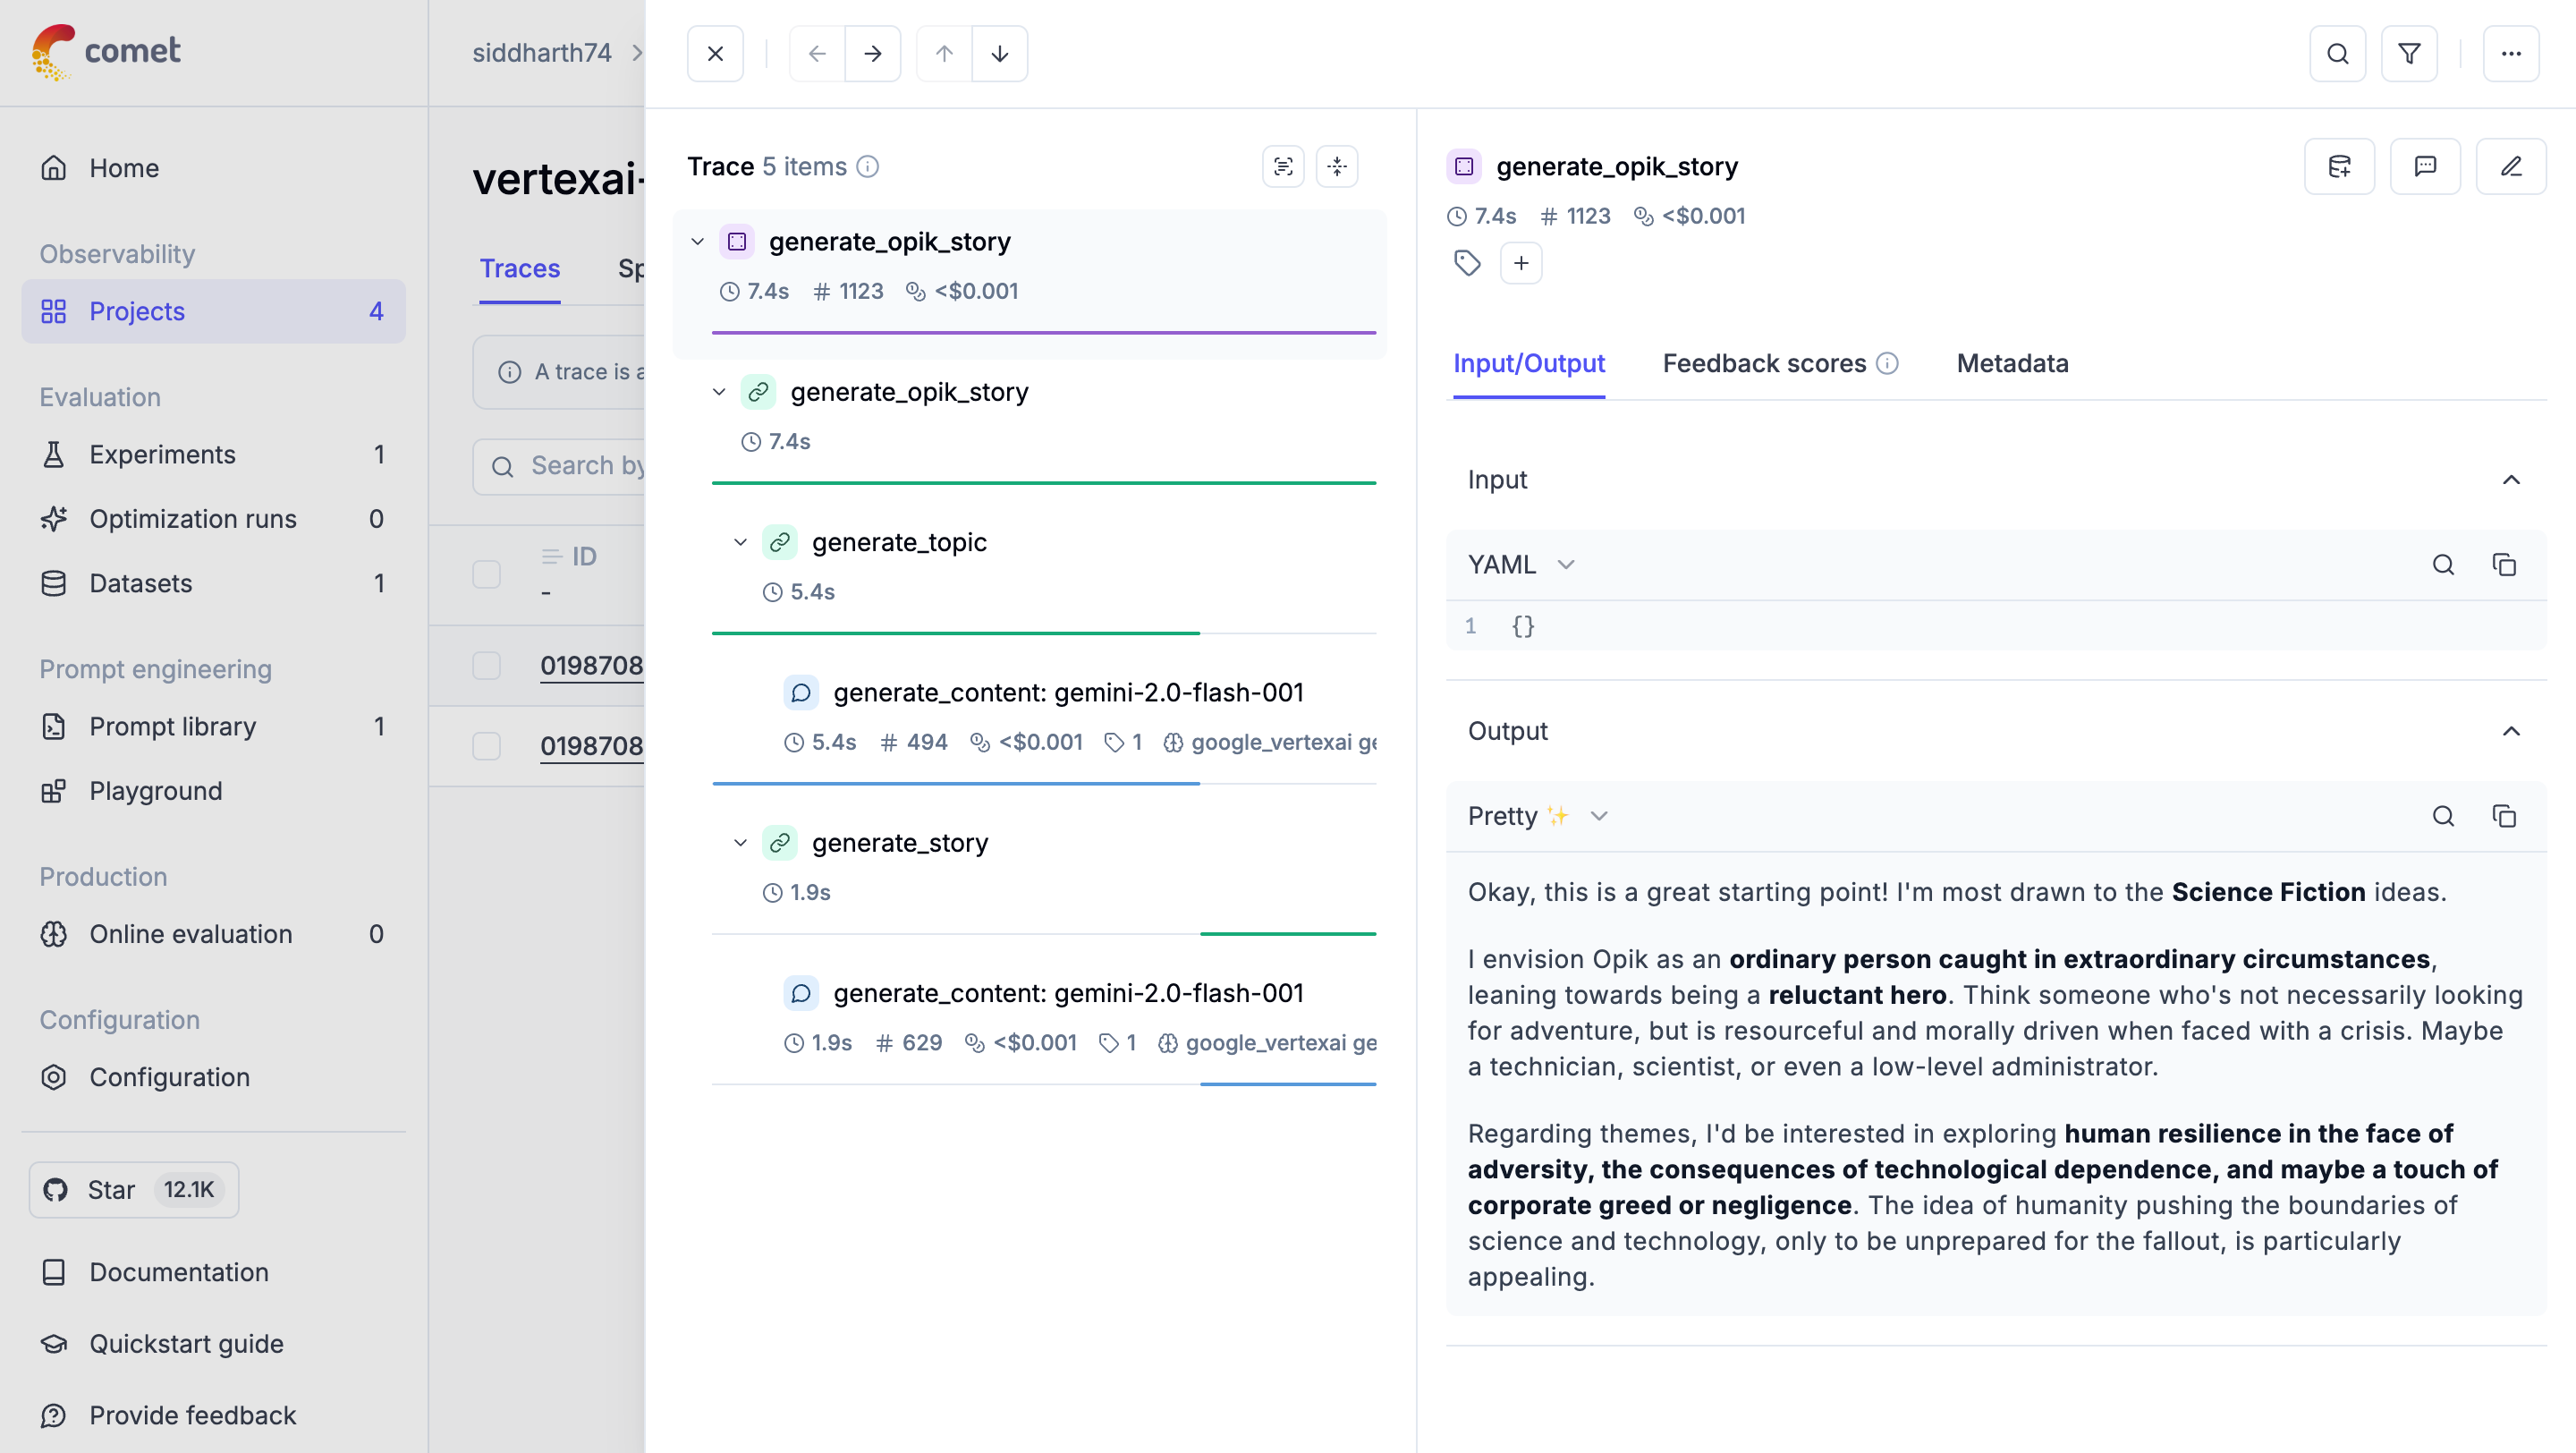 comet
Home
Observability
Projects 4
Evaluation
Experiments 1
Optimization runs 0
Datasets 1
Prompt engineering
Prompt library 1
Playground
Production
Online evaluation 0
Configuration
Configuration
Star 12.1K
Documentation
Quickstart guide
Provide feedback
siddharth74
vertexai-
Traces Sp
A trace is a
Search by
ID
-
0198708
0198708
Trace 5 items
generate_opik_story
7.4s # 1123 <$0.001
generate_opik_story
7.4s
generate_topic
5.4s
generate_content: gemini-2.0-flash-001
5.4s # 494 <$0.001 1 google_vertexai ge
generate_story
1.9s
generate_content: gemini-2.0-flash-001
1.9s # 629 <$0.001 1 google_vertexai ge
generate_opik_story
7.4s # 1123 <$0.001
Input/Output Feedback scores Metadata
Input
YAML
1 {}
Output
Pretty ✨
Okay, this is a great starting point! I'm most drawn to the Science Fiction ideas.
I envision Opik as an ordinary person caught in extraordinary circumstances,
leaning towards being a reluctant hero. Think someone who's not necessarily looking
for adventure, but is resourceful and morally driven when faced with a crisis. Maybe
a technician, scientist, or even a low-level administrator.
Regarding themes, I'd be interested in exploring human resilience in the face of
adversity, the consequences of technological dependence, and maybe a touch of
corporate greed or negligence. The idea of humanity pushing the boundaries of
science and technology, only to be unprepared for the fallout, is particularly
appealing.